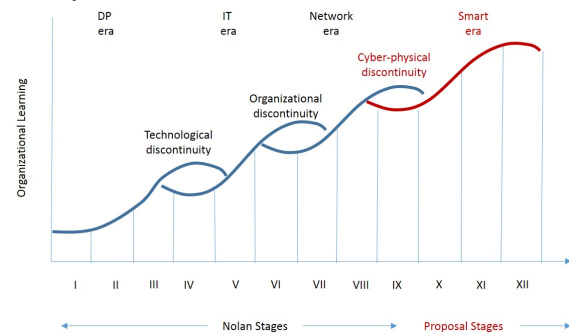 DP
era
IT
era
Network
era
Smart
era
Cyber-physical
discontinuity
Organizational
discontinuity
Technological
discontinuity
Organizational Learning
I II III IV V VI VII VIII IX X XI XII
Nolan Stages Proposal Stages